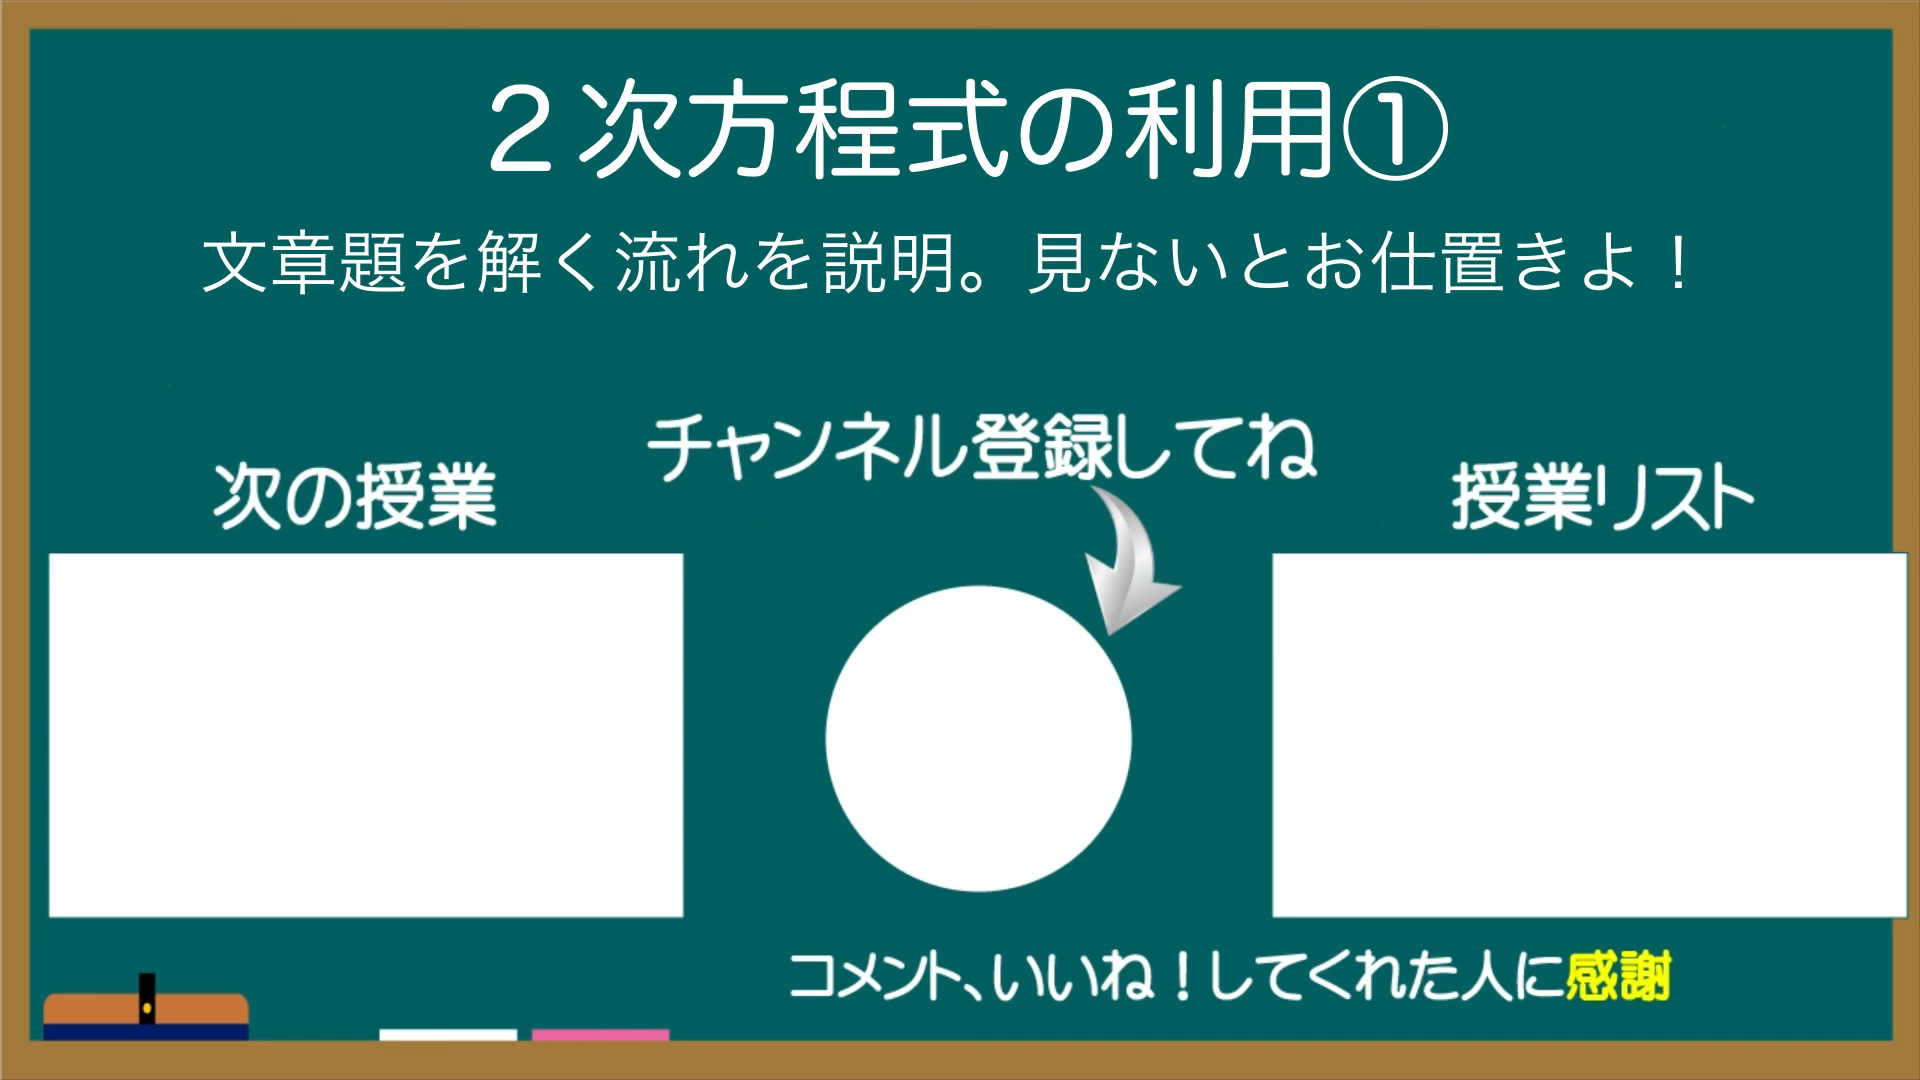 ２次方程式の利用①
文章題を解く流れを説明。見ないとお仕置きよ！
チャンネル登録してね
次の授業
授業リスト
コメント、いいね！してくれた人に感謝